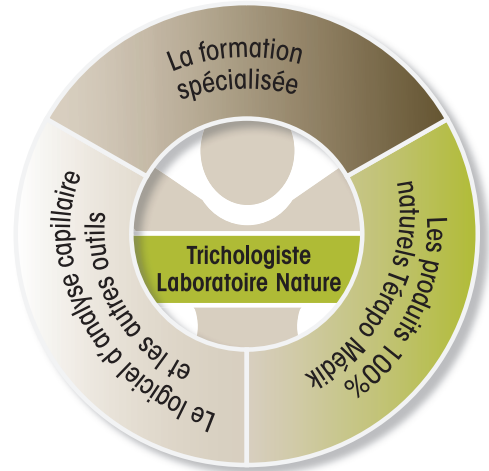 La formation
spécialisée
Les produits 100%
naturels Térapo Médik
Le logiciel d'analyse capillaire
et les autres outils
Trichologiste
Laboratoire Nature